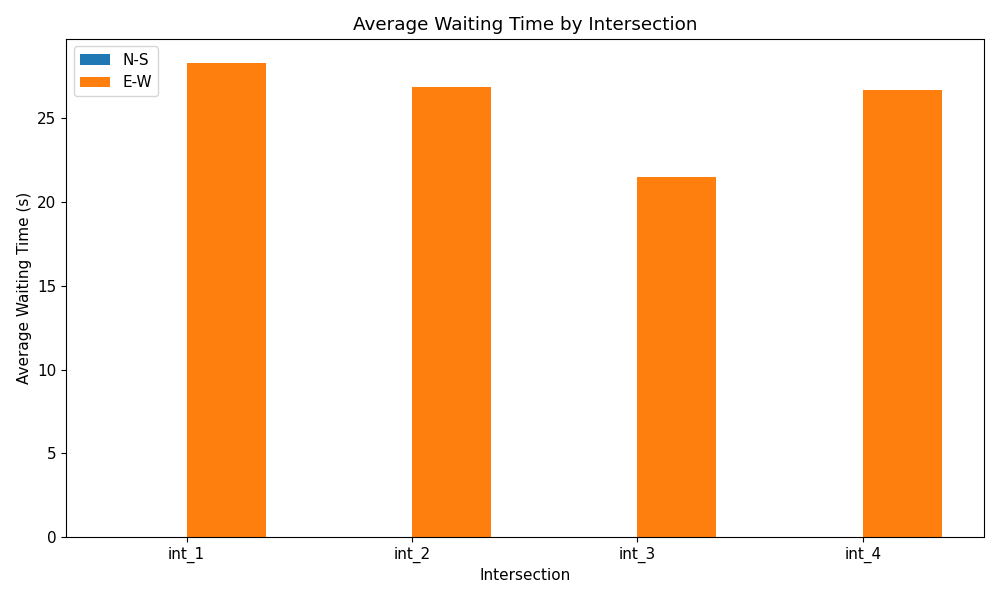 Average Waiting Time by Intersection
N-S
E-W
Average Waiting Time (s)
25
20
15
10
5
0
int_1
int_2
int_3
int_4
Intersection